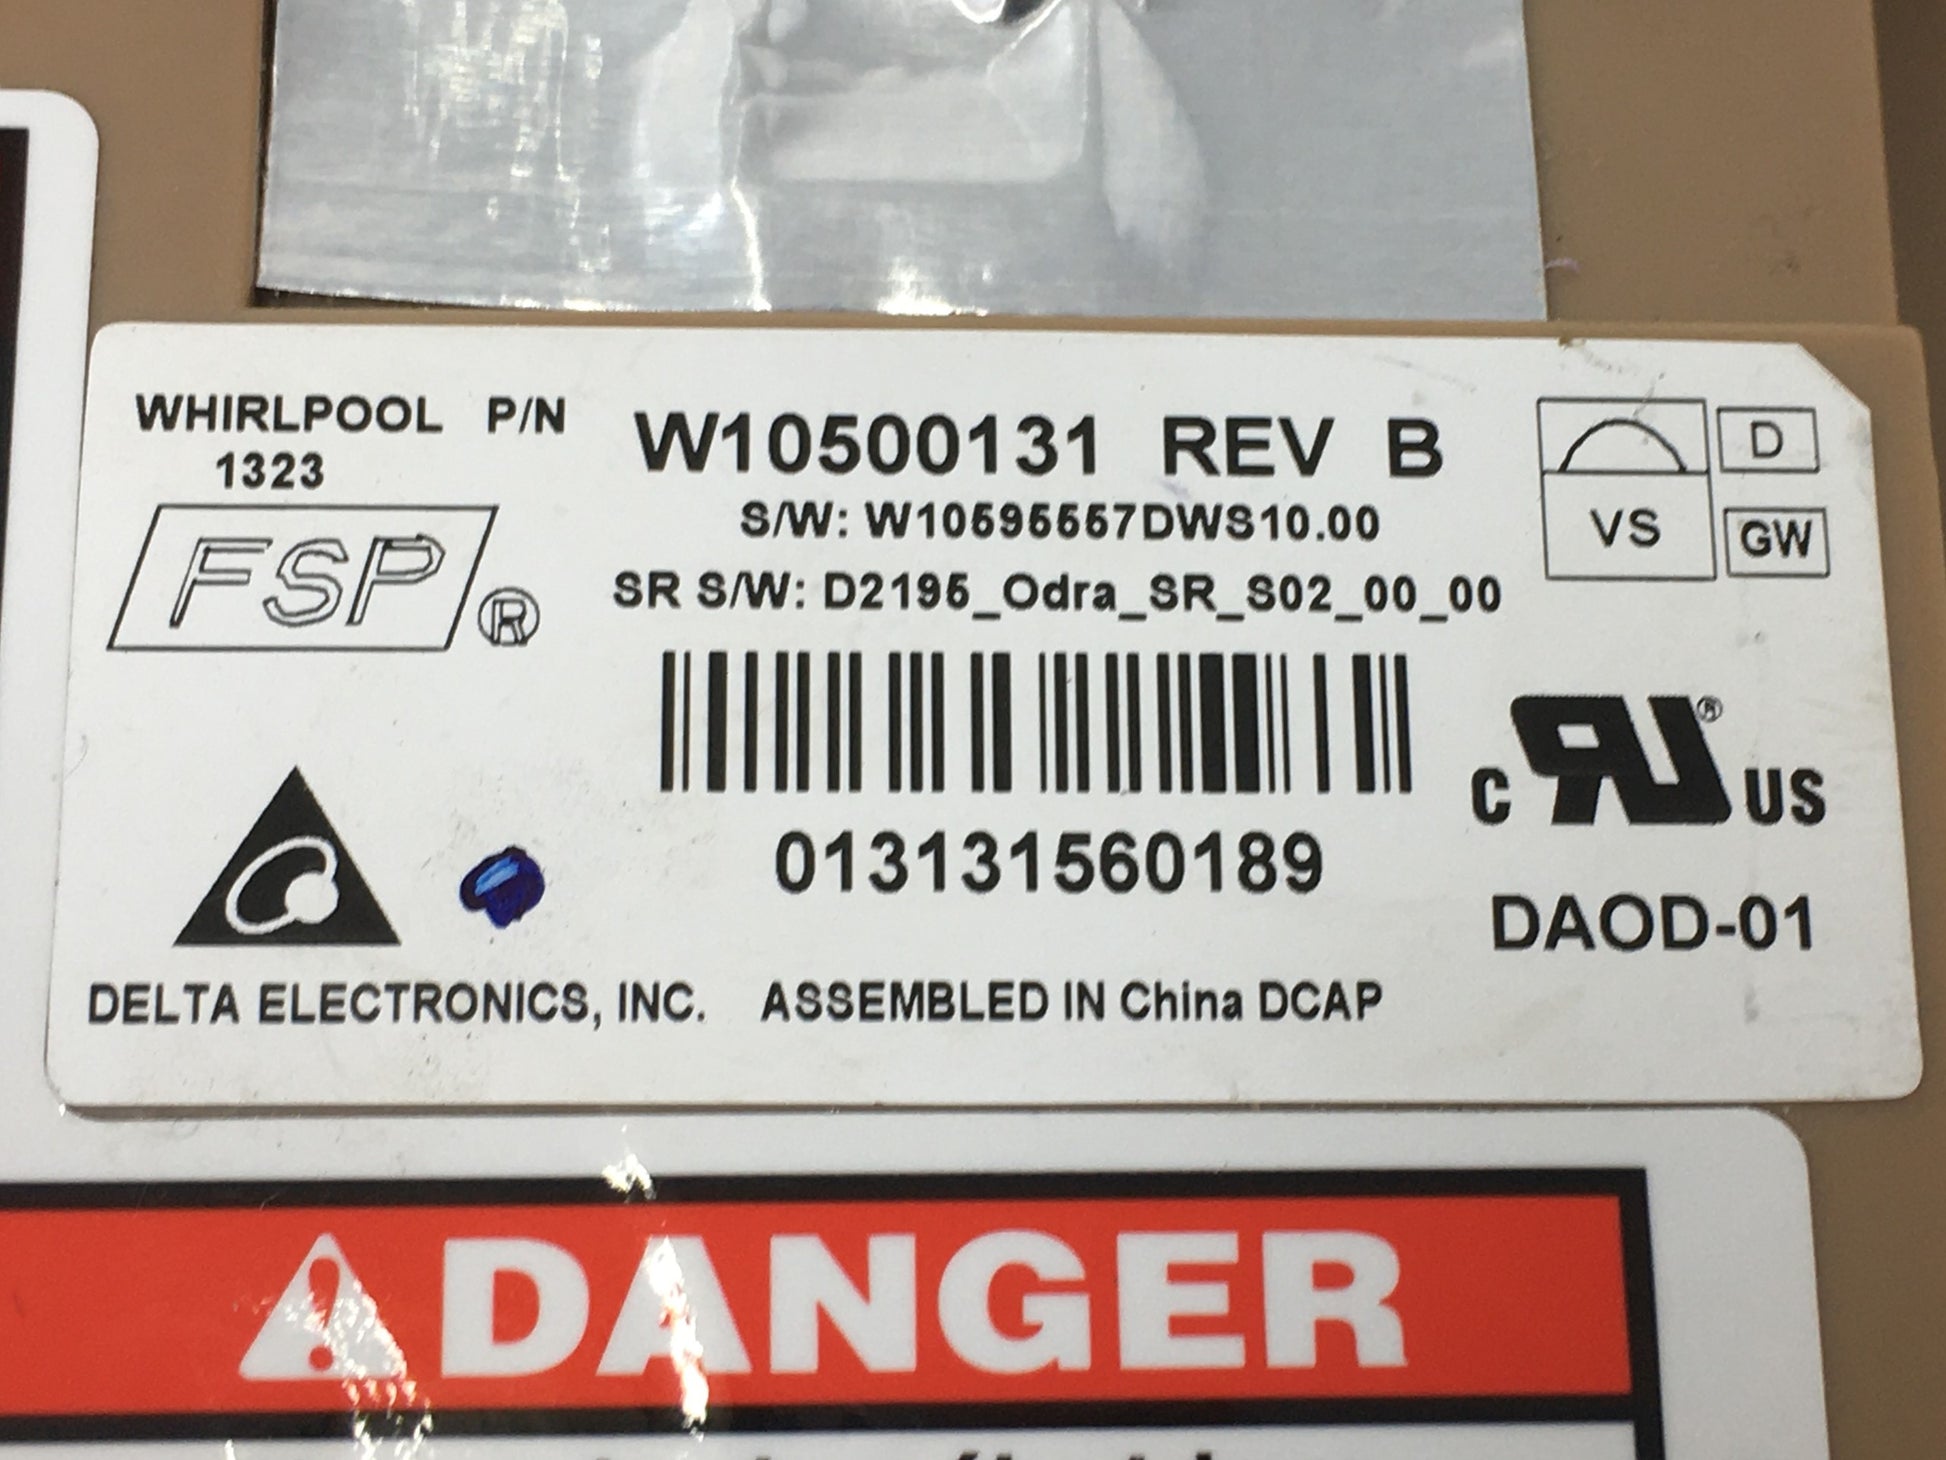 WHIRLPOOL P/N W10500131 REV B
1323
S/W: W10595557DWS10.00
SR S/W: D2195_Odra_SR_S02_00_00
FSP®
D
VS
GW
013131560189
c RU® US
DAOD-01
DELTA ELECTRONICS, INC. ASSEMBLED IN China DCAP
DANGER